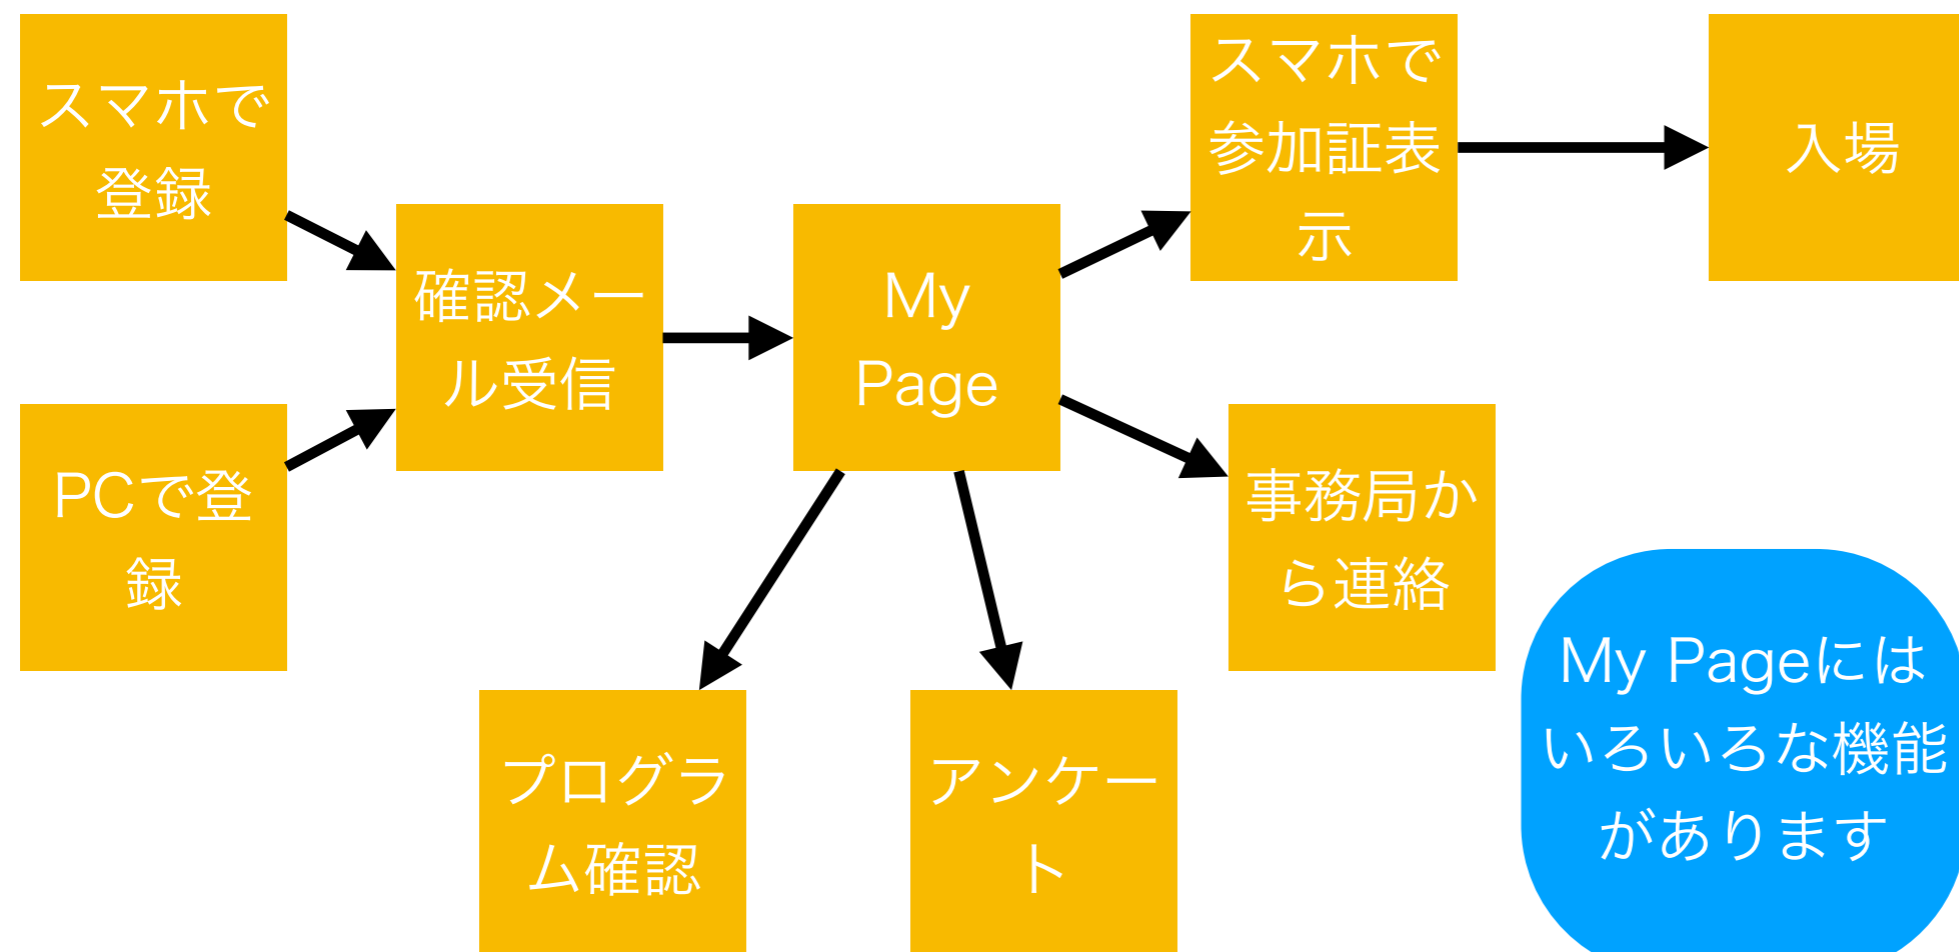 スマホで
登録
PCで登
録
確認メー
ル受信
My
Page
スマホで
参加証表
示
入場
事務局か
ら連絡
プログラ
ム確認
アンケー
ト
My Pageには
いろいろな機能
があります